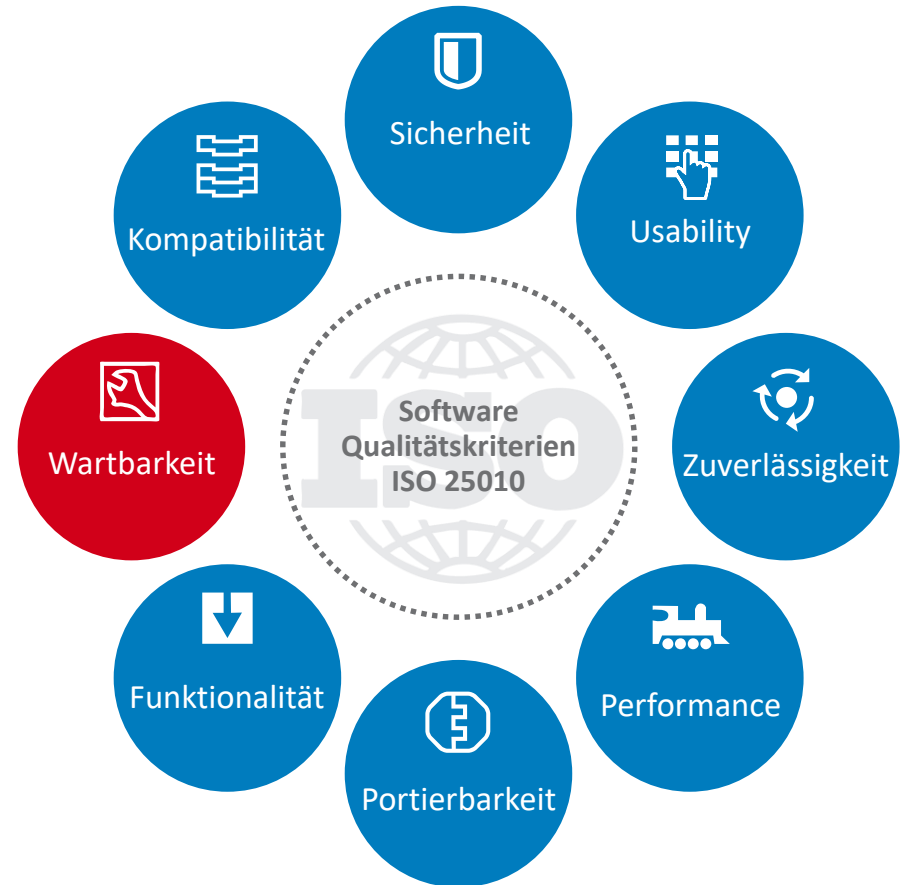 Sicherheit
Usability
Kompatibilität
ISO
Software
Qualitätskriterien
ISO 25010
Wartbarkeit
Zuverlässigkeit
Funktionalität
Performance
Portierbarkeit